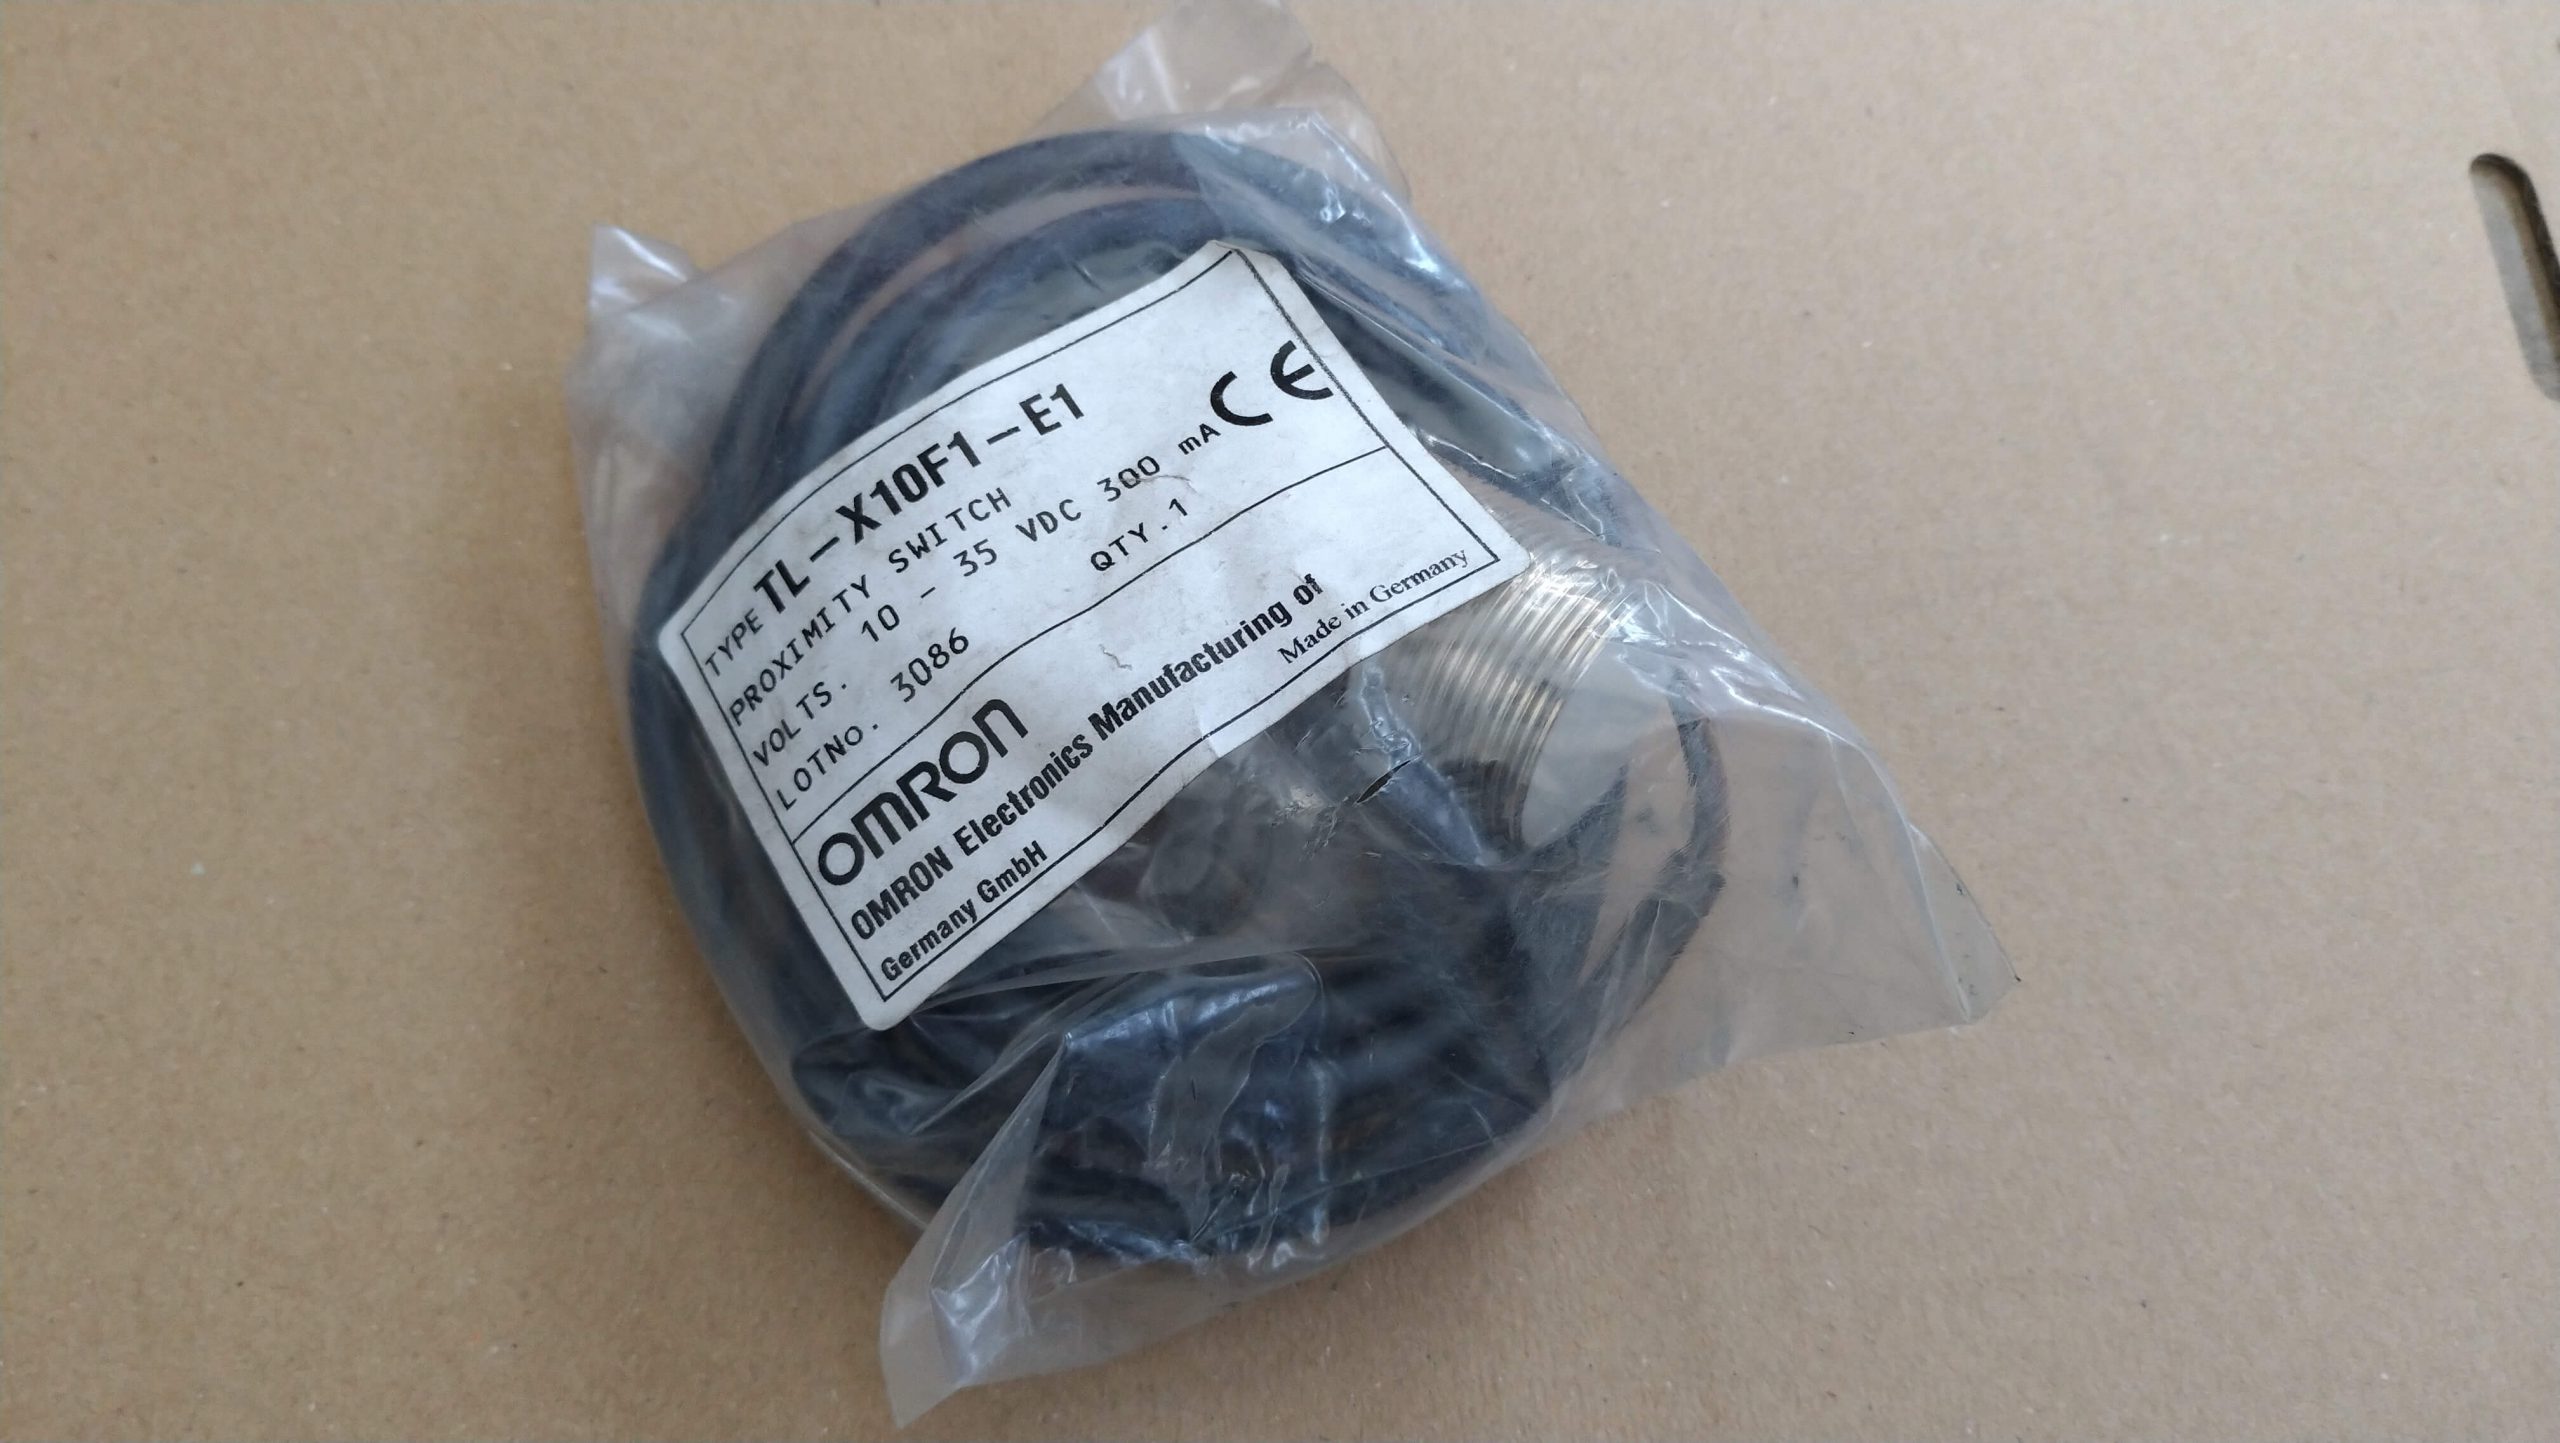 TYPE TL-X10F1-E1
PROXIMITY SWITCH
VOLTS. 10 - 35 VDC 300 mA CE
LOTNo. 3086 QTY.1
OMRON
OMRON Electronics Manufacturing of
Germany GmbH Made in Germany